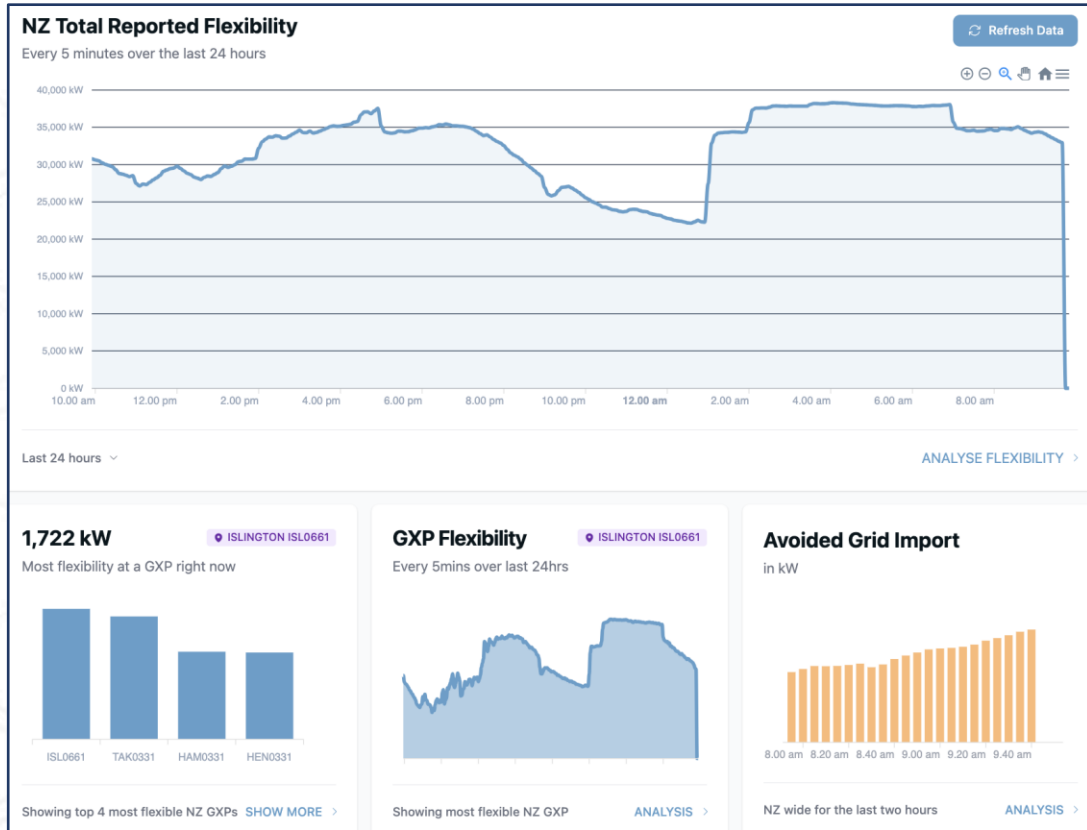 NZ Total Reported Flexibility
Refresh Data
Every 5 minutes over the last 24 hours
40,000 kW
35,000 kW
30,000 kW
25,000 kW
20,000 kW
15,000 kW
10,000 kW
5,000 kW
0 kW
10.00 am 12.00 pm 2.00 pm 4.00 pm 6.00 pm 8.00 pm 10.00 pm 12.00 am 2.00 am 4.00 am 6.00 am 8.00 am
Last 24 hours
ANALYSE FLEXIBILITY
1,722 kW
ISLINGTON ISL0661
Most flexibility at a GXP right now
ISL0661 TAK0331 HAM0331 HEN0331
Showing top 4 most flexible NZ GXPs SHOW MORE
GXP Flexibility
ISLINGTON ISL0661
Every 5mins over last 24hrs
Showing most flexible NZ GXP ANALYSIS
Avoided Grid Import
in kW
8.00 am 8.20 am 8.40 am 9.00 am 9.20 am 9.40 am
NZ wide for the last two hours ANALYSIS